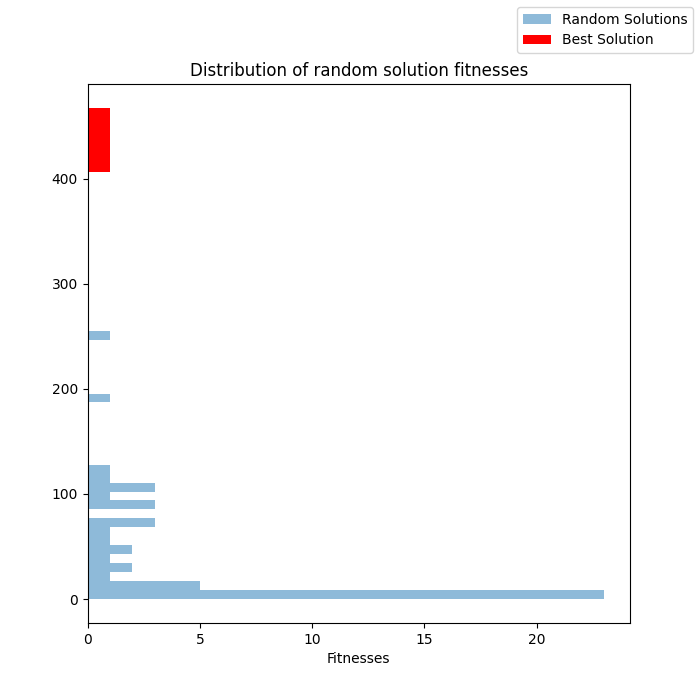 Random Solutions
Best Solution
Distribution of random solution fitnesses
400
300
200
100
0
0 5 10 15 20
Fitnesses